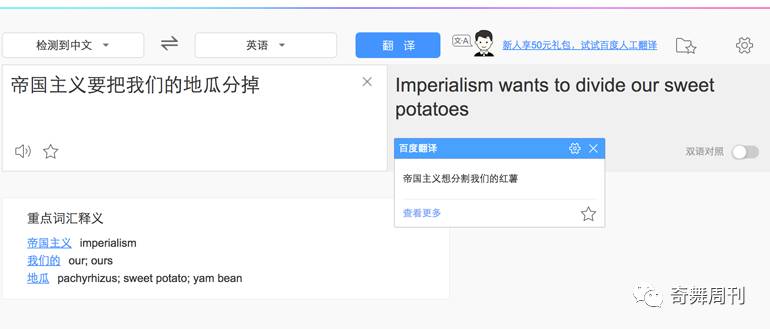 检测到中文
英语
翻 译
文A
新人享50元礼包，试试百度人工翻译
帝国主义要把我们的地瓜分掉
Imperialism wants to divide our sweet
potatoes
双语对照
百度翻译
帝国主义想分割我们的红薯
查看更多
重点词汇释义
帝国主义 imperialism
我们的 our; ours
地瓜 pachyrhizus; sweet potato; yam bean
奇舞周刊